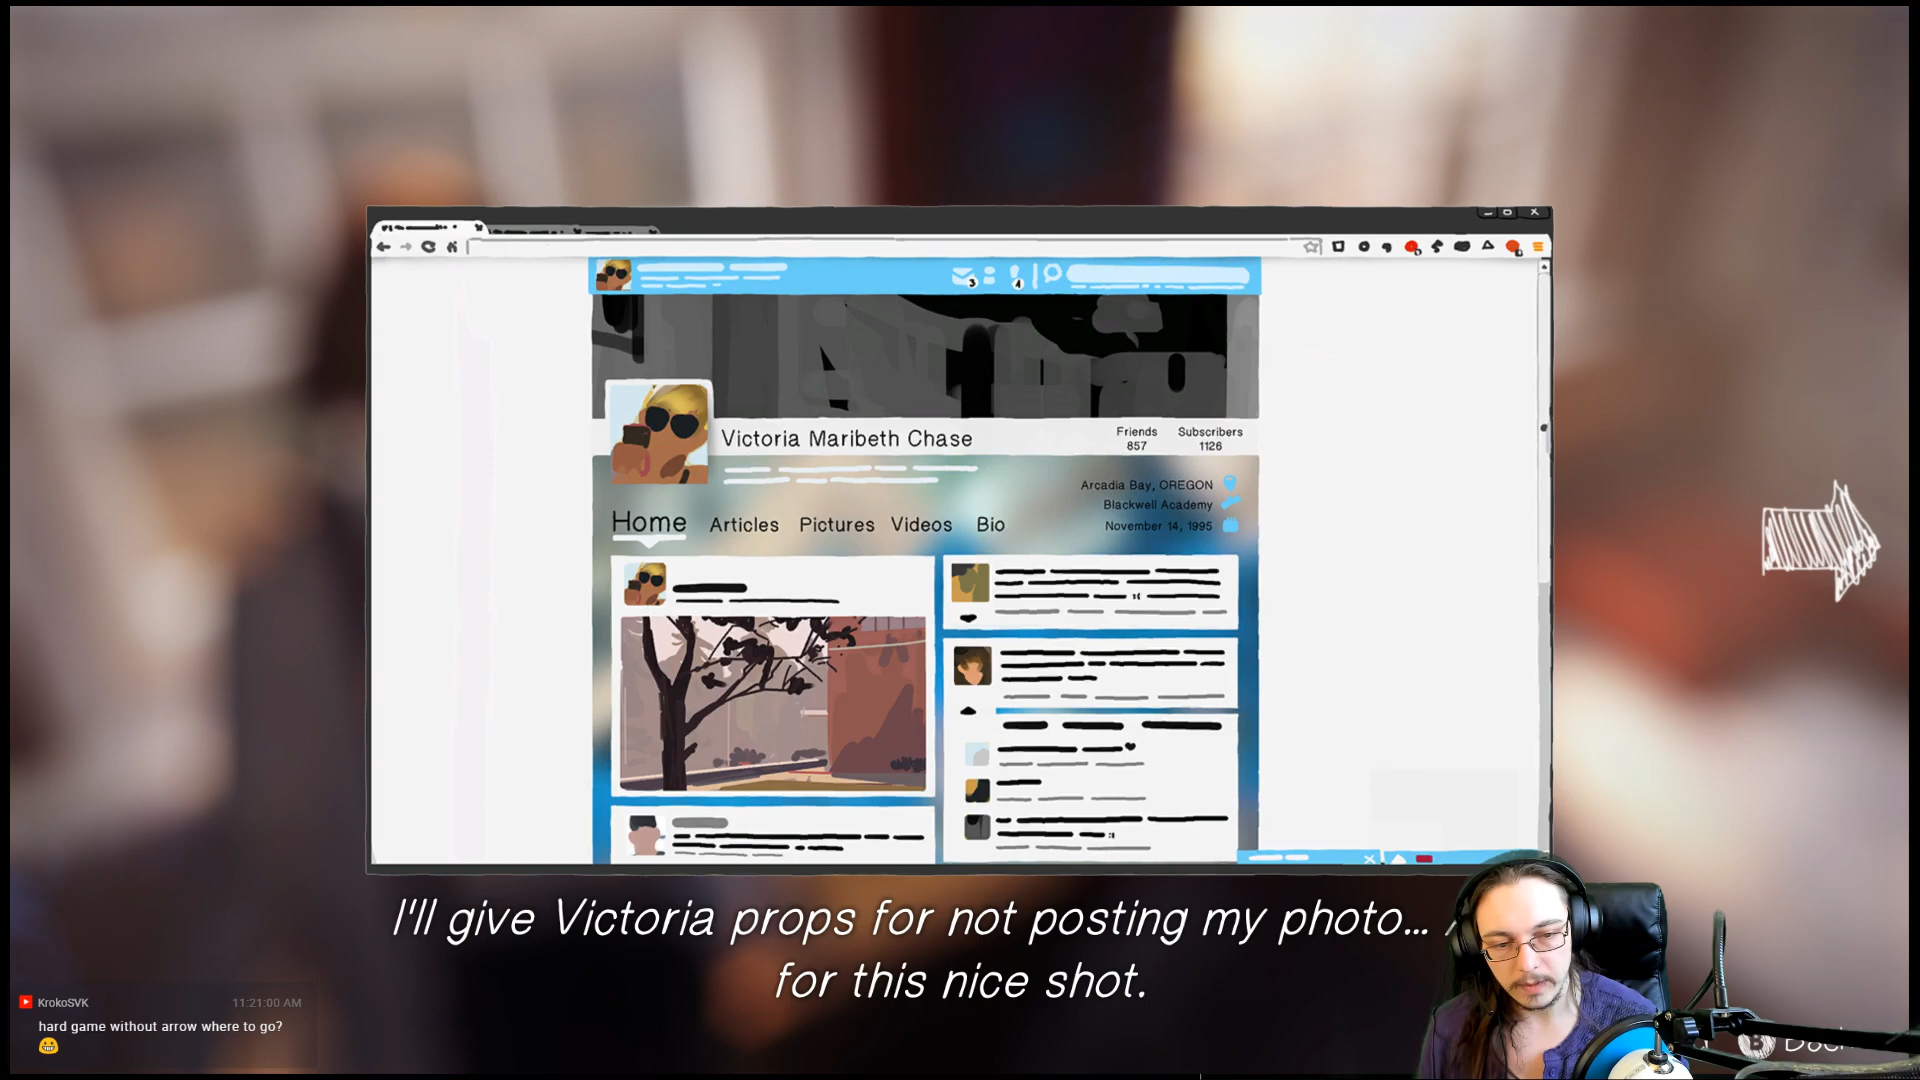 3
4
Victoria Maribeth Chase
Friends
857
Subscribers
1126
Arcadia Bay, OREGON
Blackwell Academy
November 14, 1995
Home
Articles
Pictures
Videos
Bio
I'll give Victoria props for not posting my photo...
for this nice shot.
KrokoSVK
11:21:00 AM
hard game without arrow where to go?
B